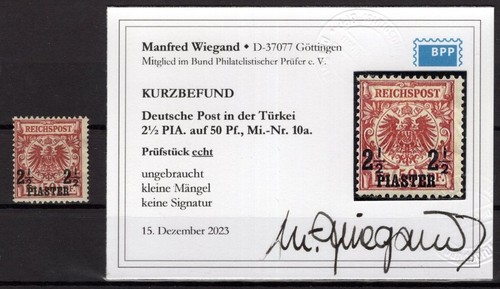 Manfred Wiegand • D-37077 Göttingen
Mitglied im Bund Philatelistischer Prüfer e. V.
BPP
KURZBEFUND
Deutsche Post in der Türkei
2½ PIA. auf 50 Pf., Mi.-Nr. 10a.
Prüfstück echt
ungebraucht
kleine Mängel
keine Signatur
15. Dezember 2023
M. Wiegand
REICHSPOST
2½ 2½
PIASTER
REICHSPOST
2½ 2½
PIASTER